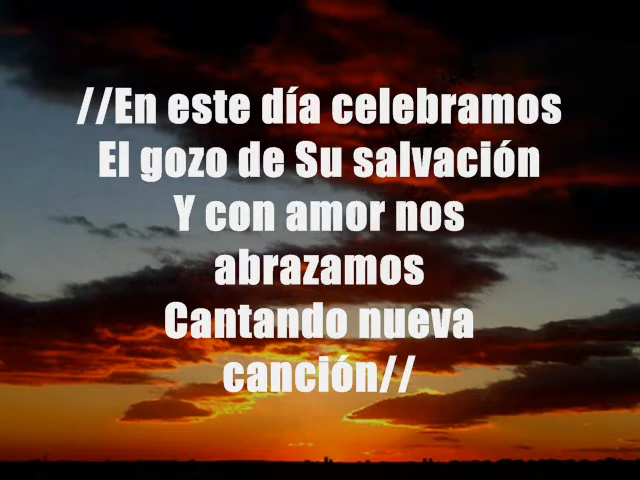 //En este día celebramos
El gozo de Su salvación
Y con amor nos
abrazamos
Cantando nueva
canción//